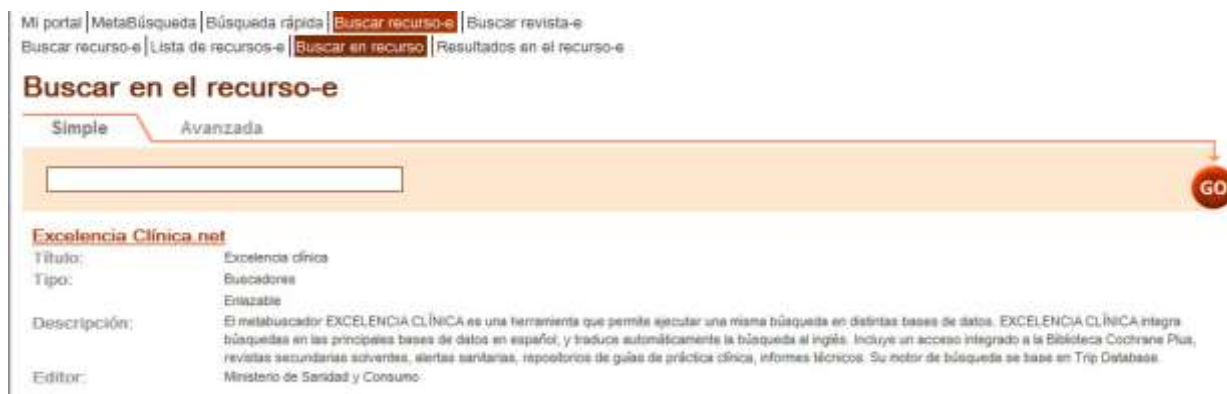 Mi portal MetaBúsqueda Búsqueda rápida Buscar recurso-e Buscar revista-e
Buscar recurso-e Lista de recursos-e Buscar en recurso Resultados en el recurso-e
Buscar en el recurso-e
Simple Avanzada
GO
Excelencia Clínica.net
Título: Excelencia clínica
Tipo: Buscadores
Enlazable
Descripción: El metabuscador EXCELENCIA CLÍNICA es una herramienta que permite ejecutar una misma búsqueda en distintas bases de datos. EXCELENCIA CLÍNICA integra
búsquedas en las principales bases de datos en español, y traduce automáticamente la búsqueda al inglés. Incluye un acceso integrado a la Biblioteca Cochrane Plus,
revistas secundarias solventes, alertas sanitarias, repositorios de guías de práctica clínica, informes técnicos. Su motor de búsqueda se base en Trip Database.
Editor: Ministerio de Sanidad y Consumo